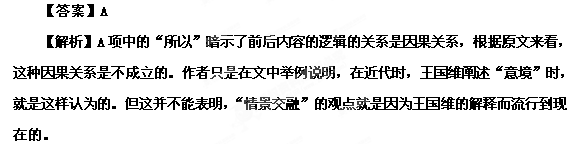 【答案】A
【解析】A 项中的“所以”暗示了前后内容的逻辑的关系是因果关系，根据原文来看，
这种因果关系是不成立的。作者只是在文中举例说明，在近代时，王国维阐述“意境”时，
就是这样认为的。但这并不能表明，“情景交融”的观点就是因为王国维的解释而流行到现
在的。